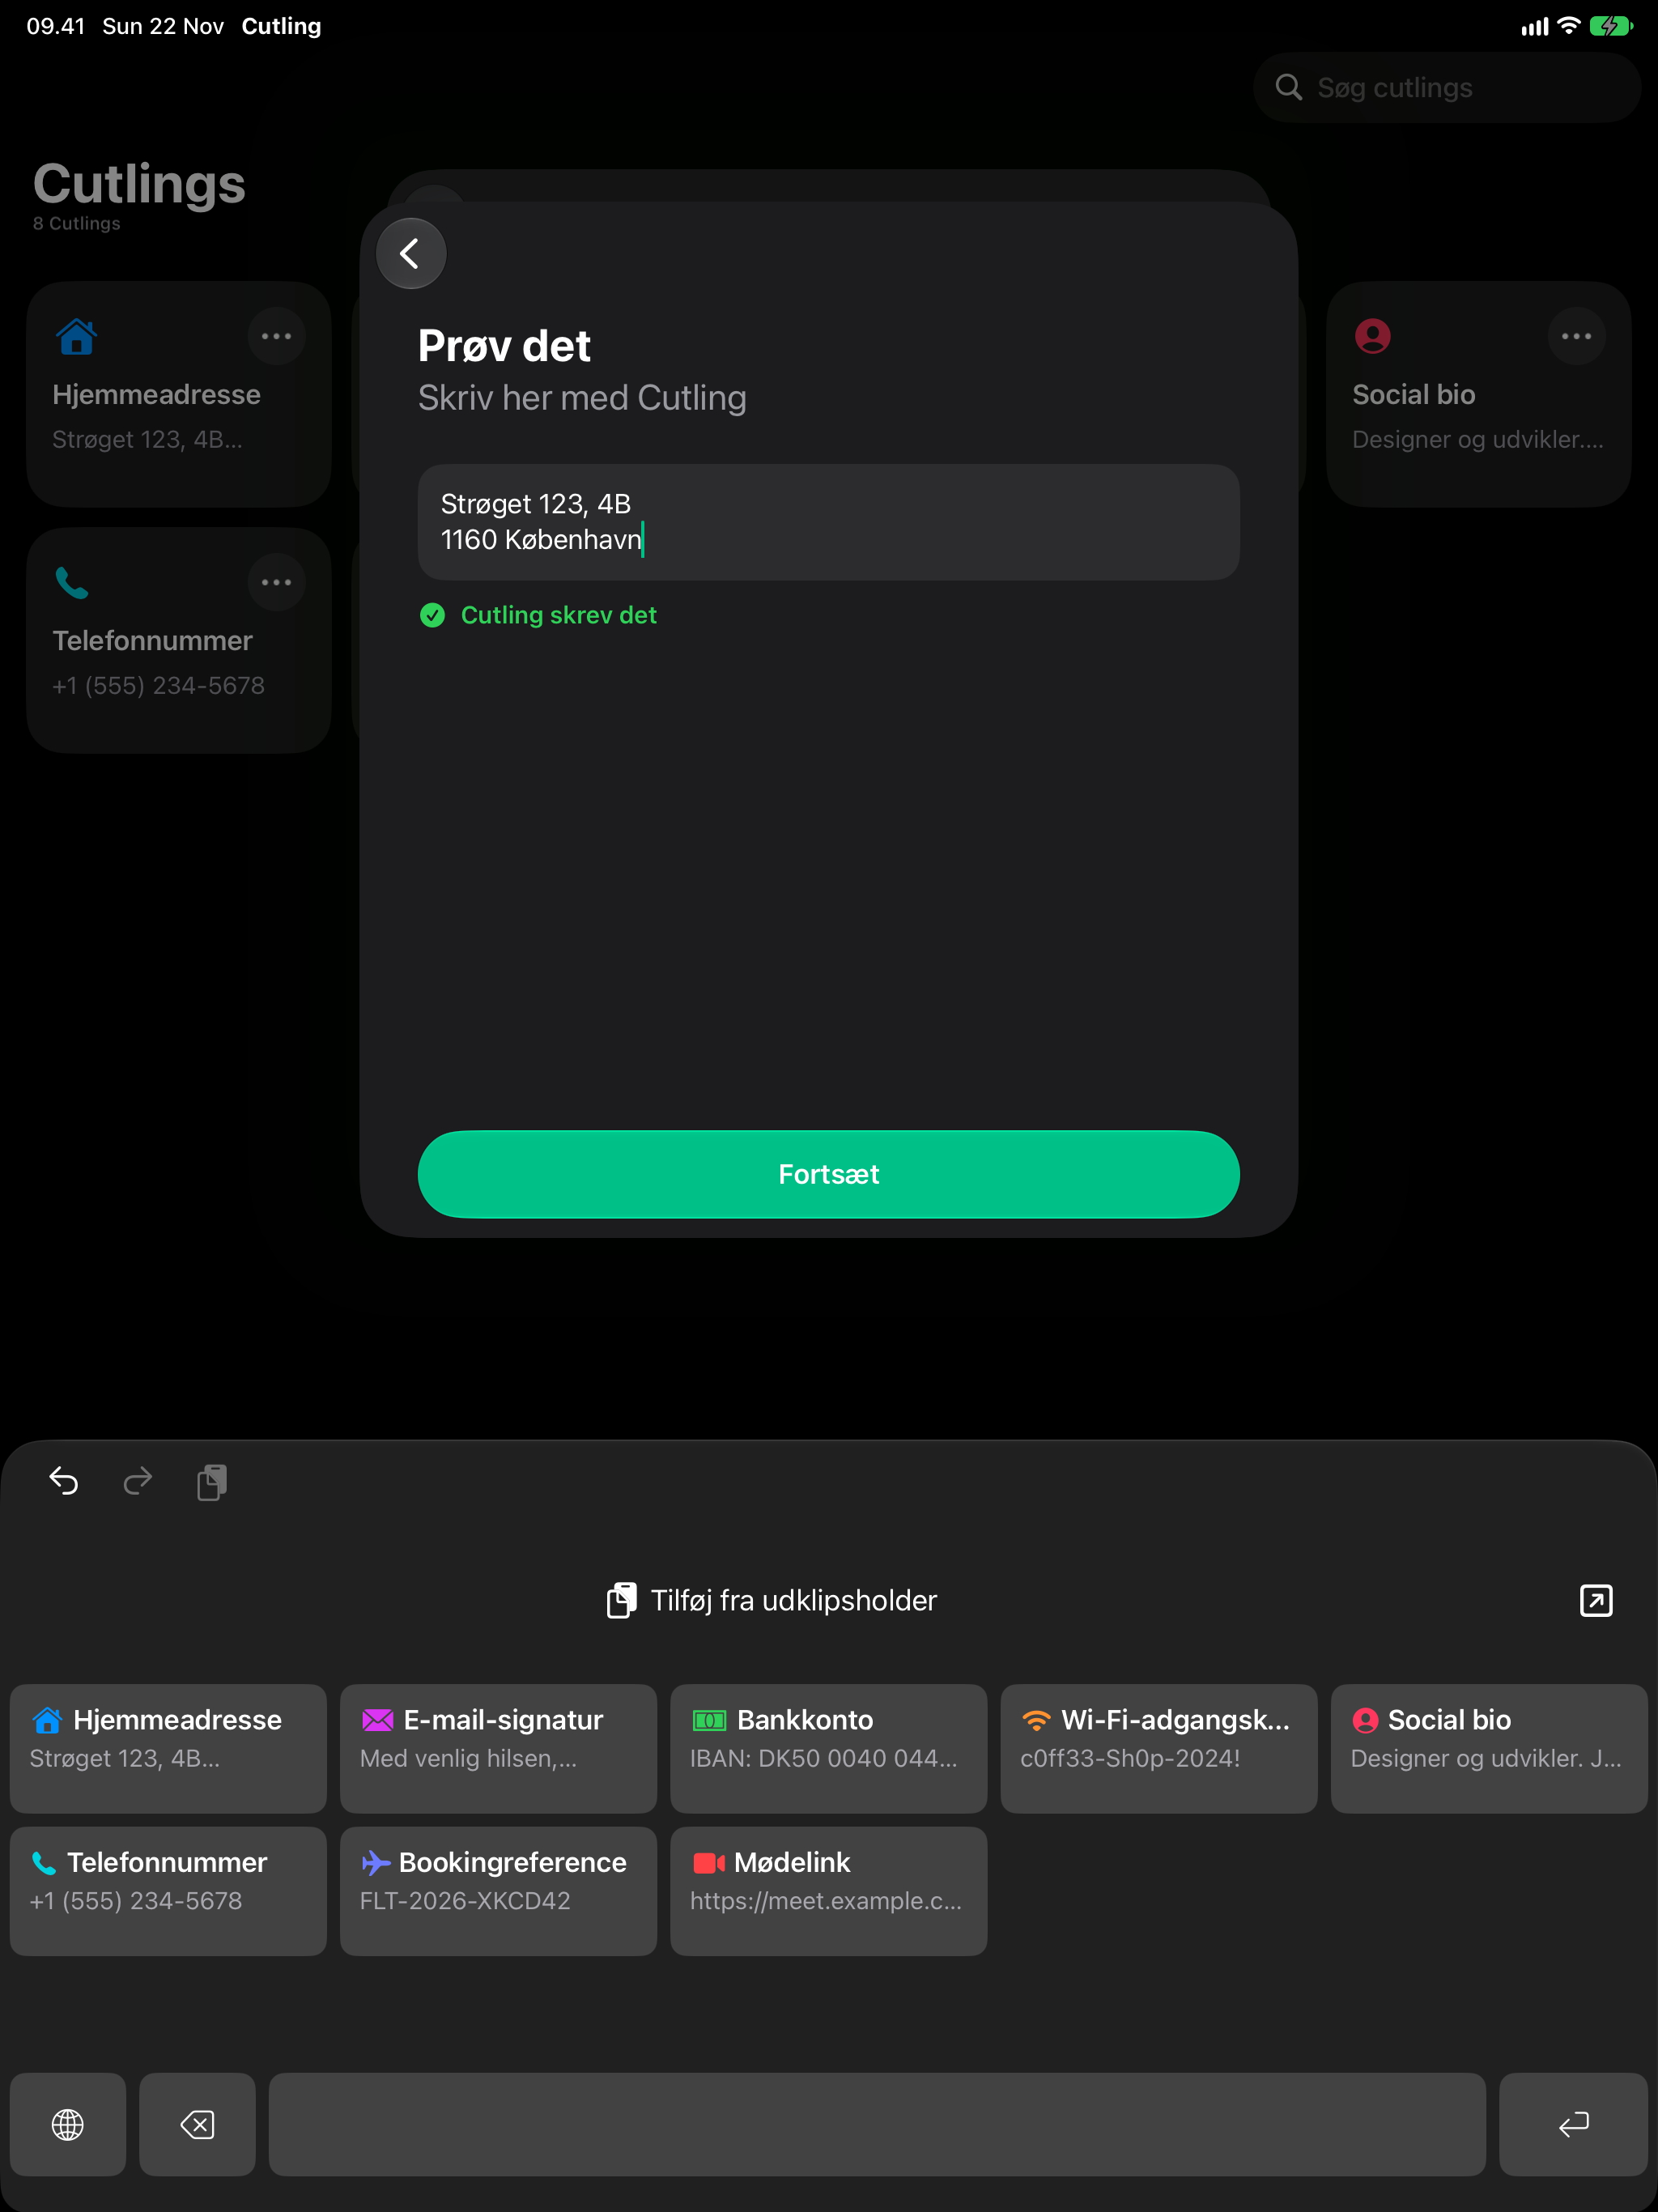 09.41 Sun 22 Nov Cutling
Søg cutlings
Cutlings
8 Cutlings
Hjemmeadresse
Strøget 123, 4B...
Social bio
Designer og udvikler....
Telefonnummer
+1 (555) 234-5678
Prøv det
Skriv her med Cutling
Strøget 123, 4B
1160 København
Cutling skrev det
Fortsæt
Tilføj fra udklipsholder
Hjemmeadresse
Strøget 123, 4B...
E-mail-signatur
Med venlig hilsen,...
Bankkonto
IBAN: DK50 0040 044...
Wi-Fi-adgangsk...
c0ff33-Sh0p-2024!
Social bio
Designer og udvikler. J...
Telefonnummer
+1 (555) 234-5678
Bookingreference
FLT-2026-XKCD42
Mødelink
https://meet.example.c...